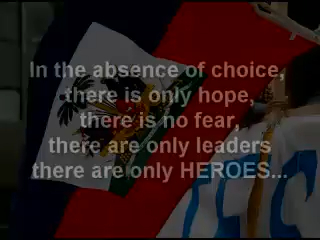 In the absence of choice,
there is only hope,
there is no fear,
there are only leaders
there are only HEROES...